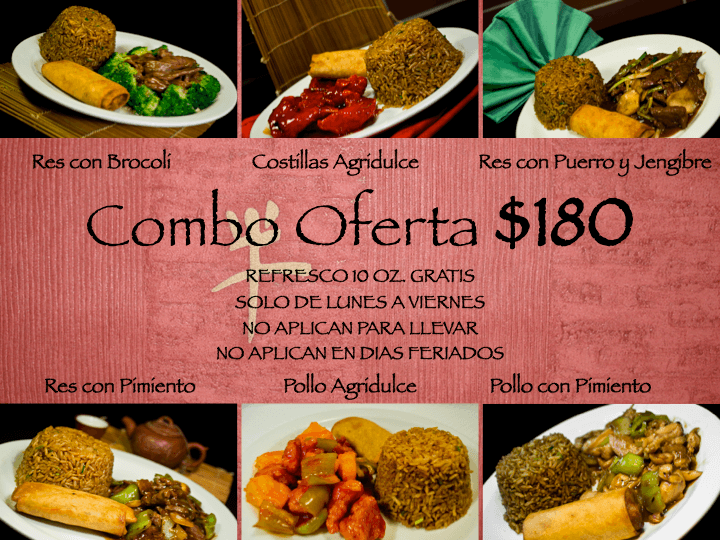 Res con Brocoli
Costillas Agridulce
Res con Puerro y Jengibre
Combo Oferta $180
REFRESCO 10 OZ. GRATIS
SOLO DE LUNES A VIERNES
NO APLICAN PARA LLEVAR
NO APLICAN EN DIAS FERIADOS
Res con Pimiento
Pollo Agridulce
Pollo con Pimiento